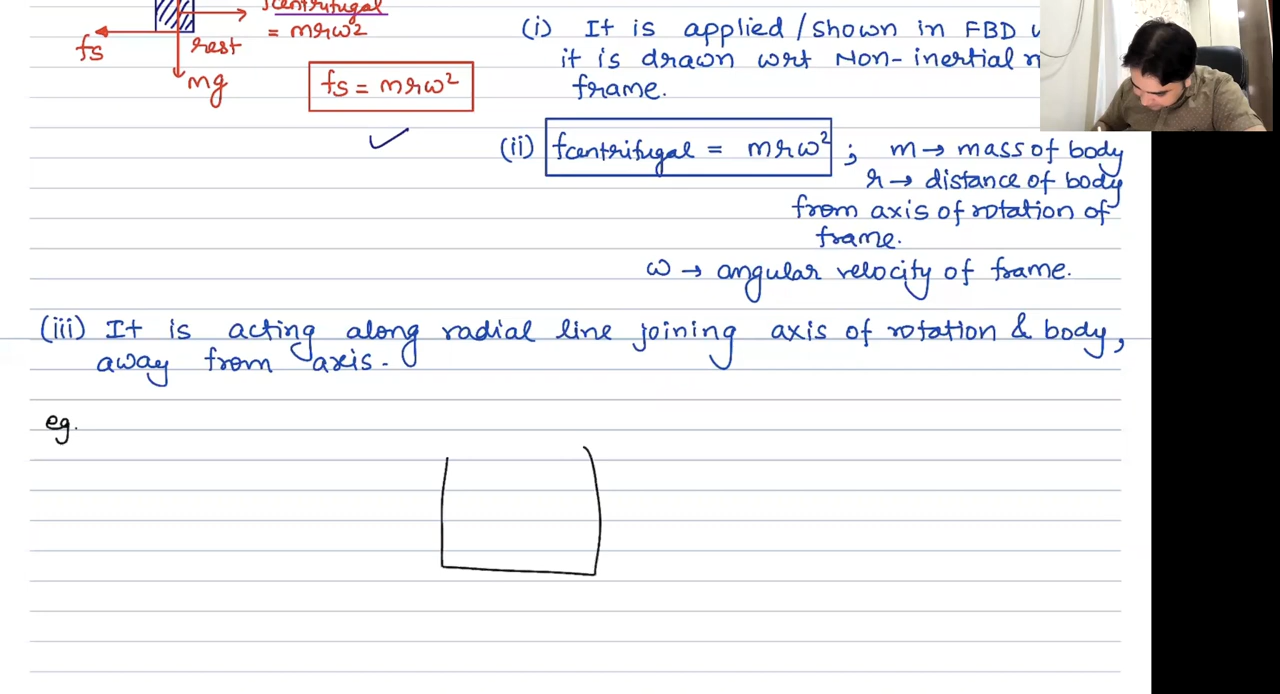 fcentrifugal
= mrω²
fs
rest
mg
fs = mrω²
(i) It is applied / shown in FBD
it is drawn wrt Non-inertial
frame.
(ii) fcentrifugal = mrω² ; m → mass of body
r → distance of body
from axis of rotation of
frame.
ω → angular velocity of frame.
(iii) It is acting along radial line joining axis of rotation & body,
away from axis.
eg.